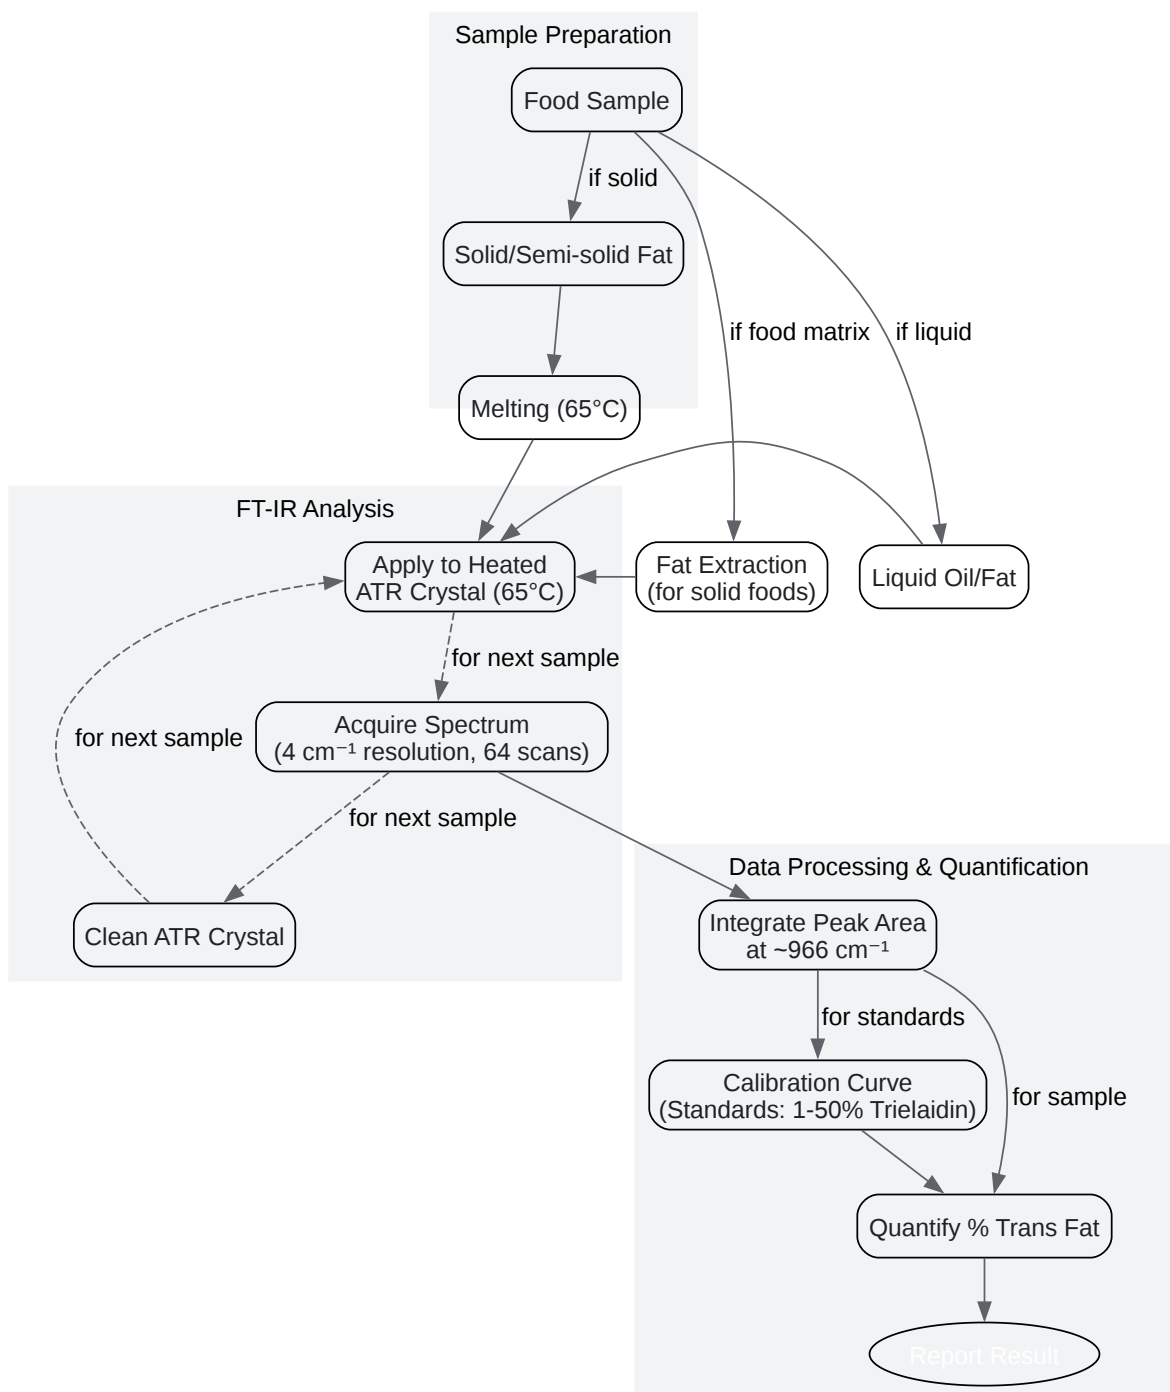 Sample Preparation
Food Sample
if solid
Solid/Semi-solid Fat
if food matrix
if liquid
Melting (65°C)
FT-IR Analysis
Apply to Heated
ATR Crystal (65°C)
Fat Extraction
(for solid foods)
Liquid Oil/Fat
for next sample
Acquire Spectrum
(4 cm⁻¹ resolution, 64 scans)
for next sample
for next sample
Clean ATR Crystal
Data Processing & Quantification
Integrate Peak Area
at ~966 cm⁻¹
for standards
Calibration Curve
(Standards: 1-50% Trielaidin)
for sample
Quantify % Trans Fat
Report Result